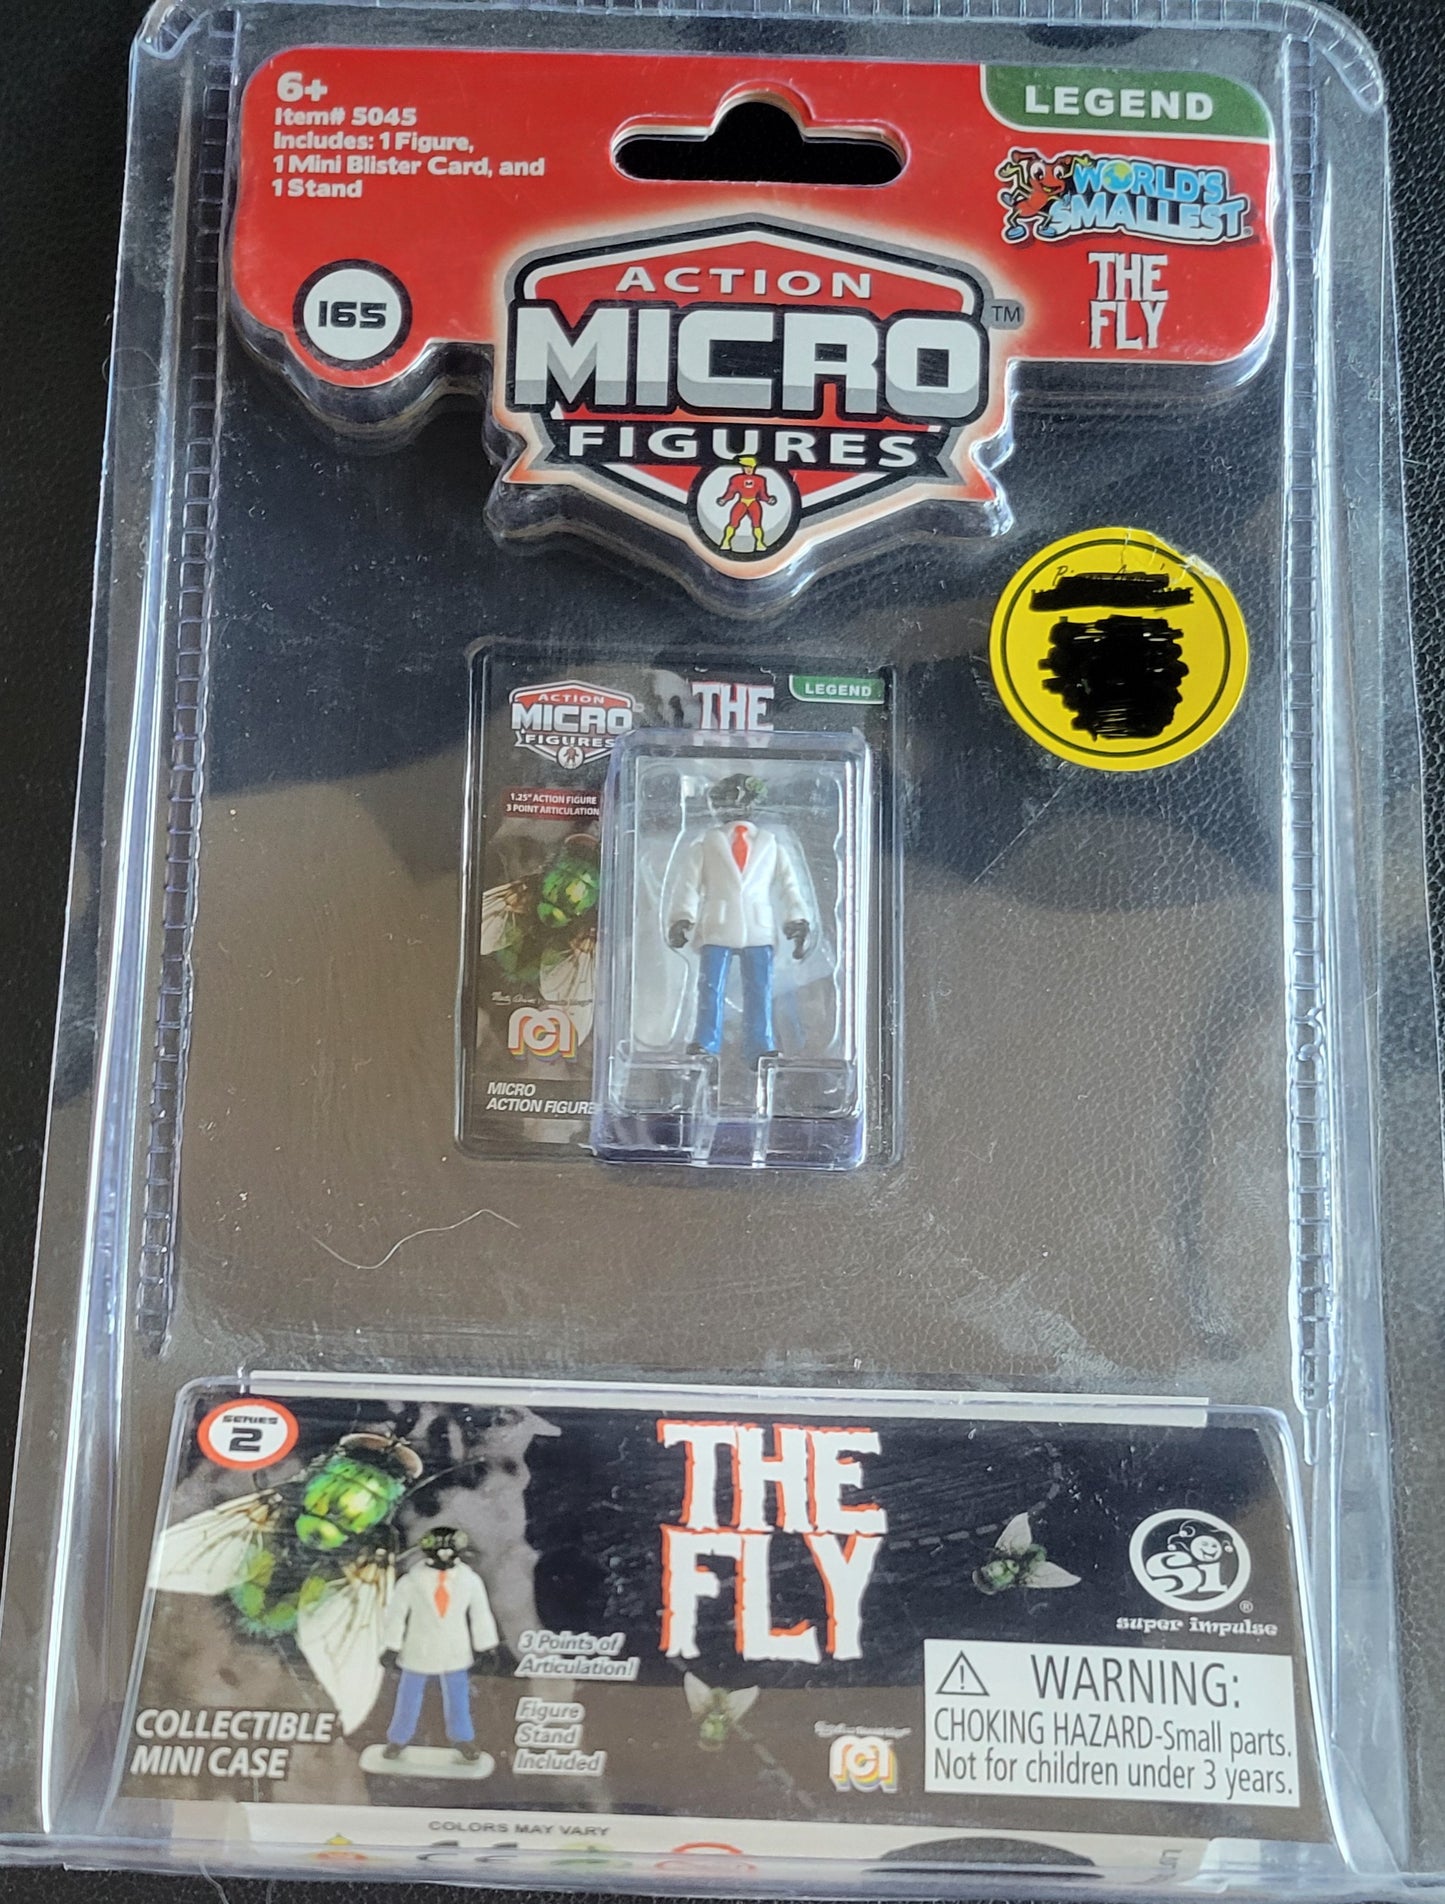 6+
Item# 5045
Includes: 1 Figure,
1 Mini Blister Card, and
1 Stand
LEGEND
WORLD'S
SMALLEST
THE
FLY
165
ACTION
MICRO
FIGURES
TM
ACTION
MICRO
FIGURES
THE
LEGEND
1.25" ACTION FIGURE
3 POINT ARTICULATION
MICRO
ACTION FIGURE
SERIES
2
THE
FLY
3 Points of
Articulation!
Figure
Stand
Included
COLLECTIBLE
MINI CASE
Si
super impulse
WARNING:
CHOKING HAZARD-Small parts.
Not for children under 3 years.
COLORS MAY VARY